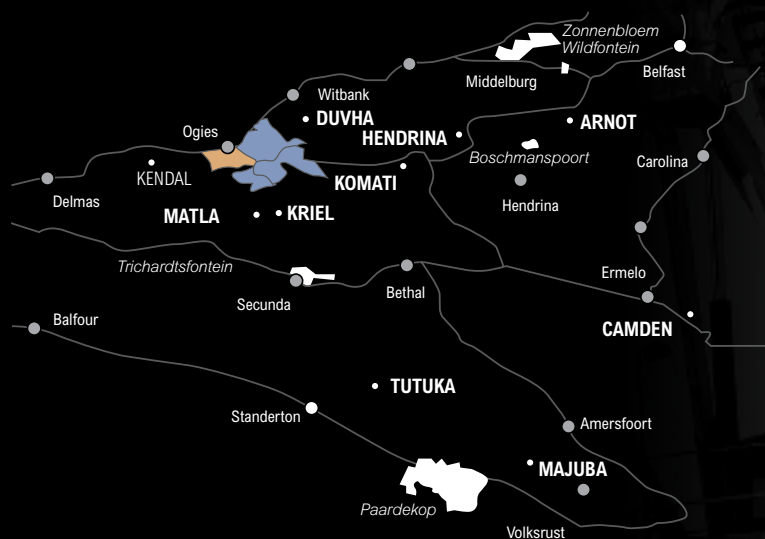 Zonnenbloem
Wildfontein
Belfast
Middelburg
Witbank
DUVHA
ARNOT
Ogies
HENDRINA
Boschmanspoort
Carolina
KENDAL
KOMATI
Delmas
Hendrina
MATLA
KRIEL
Trichardtsfontein
Ermelo
Secunda
Bethal
Balfour
CAMDEN
TUTUKA
Standerton
Amersfoort
MAJUBA
Paardekop
Volksrust